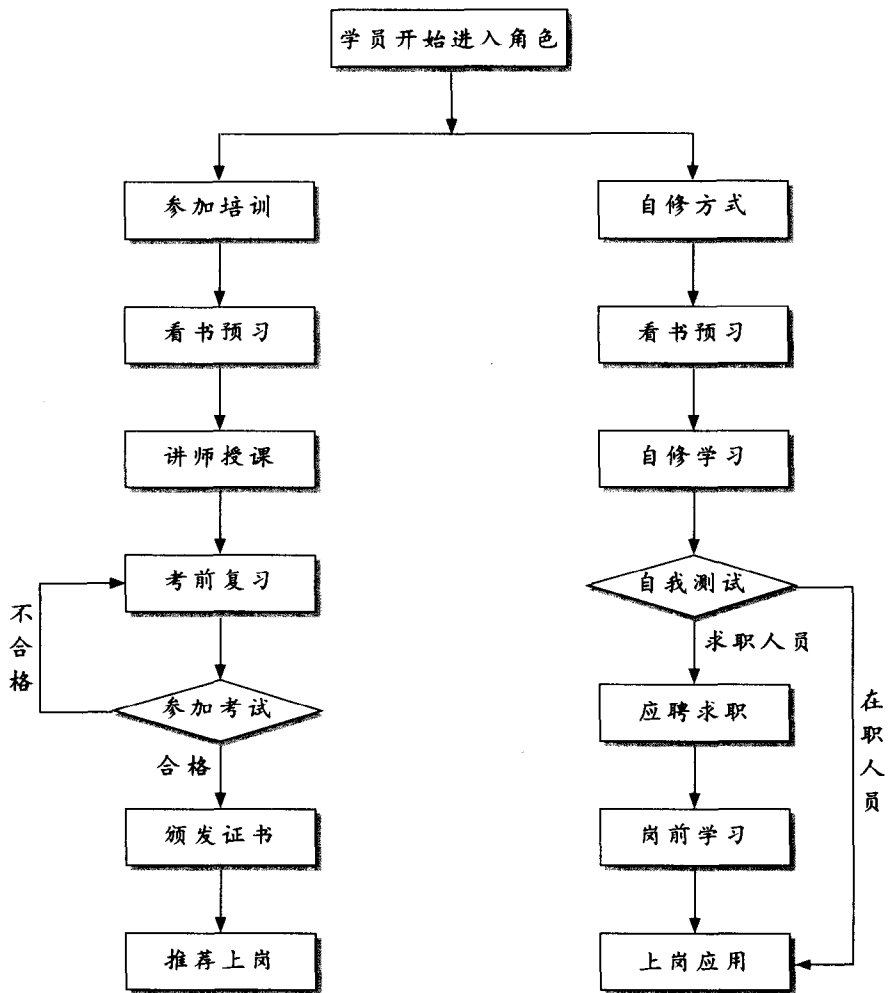 学员开始进入角色
参加培训
自修方式
看书预习
看书预习
讲师授课
自修学习
考前复习
自我测试
不合格
求职人员
参加考试
应聘求职
在职人员
合格
颁发证书
岗前学习
推荐上岗
上岗应用